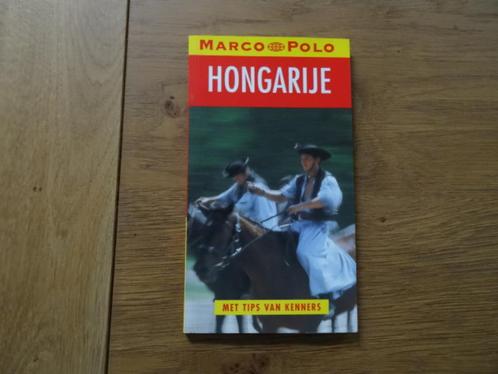 MARCO POLO
HONGARIJE
MET TIPS VAN KENNERS